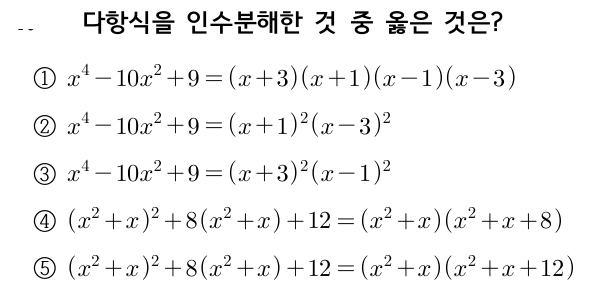 다항식을 인수분해한 것 중 옳은 것은?
① x⁴－10x²＋9＝(x＋3)(x＋1)(x－1)(x－3)
② x⁴－10x²＋9＝(x＋1)²(x－3)²
③ x⁴－10x²＋9＝(x＋3)²(x－1)²
④ (x²＋x)²＋8(x²＋x)＋12＝(x²＋x)(x²＋x＋8)
⑤ (x²＋x)²＋8(x²＋x)＋12＝(x²＋x)(x²＋x＋12)